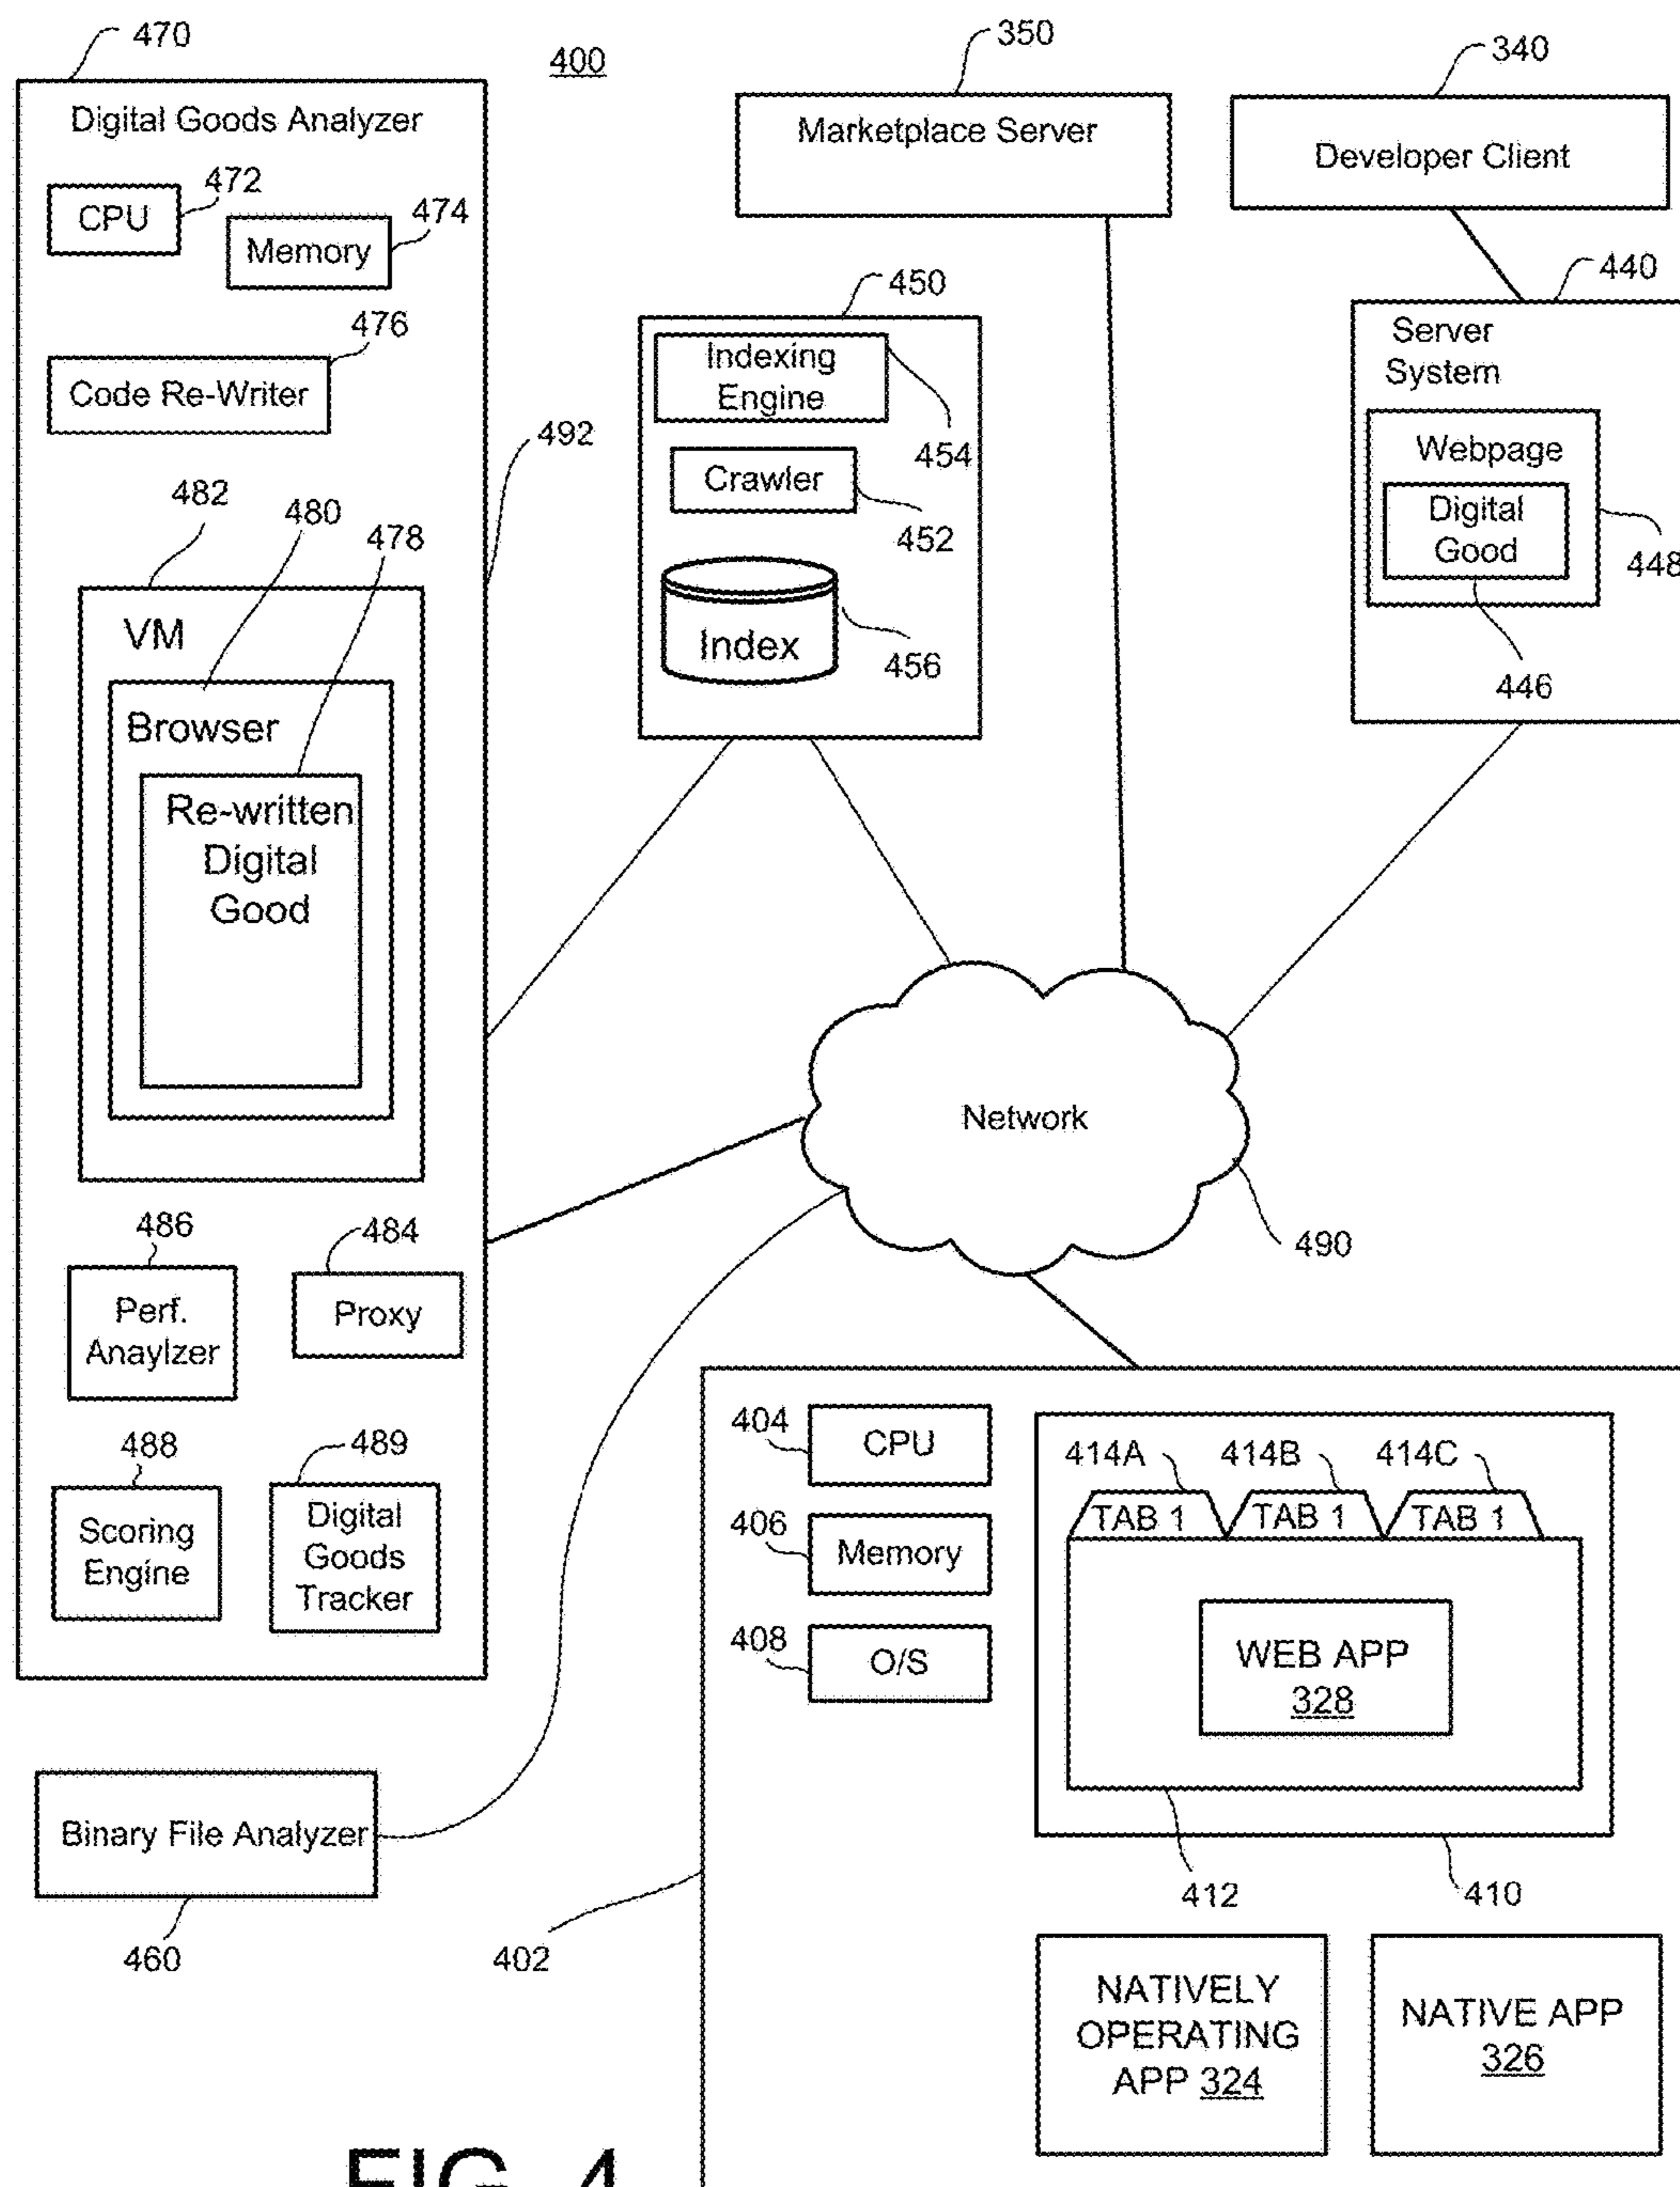 470
400
350
340
Digital Goods Analyzer
Marketplace Server
Developer Client
CPU
472
Memory
474
476
Code Re-Writer
492
482
480
478
VM
Browser
Re-written
Digital
Good
486
Perf.
Anaylzer
484
Proxy
488
Scoring
Engine
489
Digital
Goods
Tracker
450
Indexing
Engine
454
Crawler
452
Index
456
440
Server
System
Webpage
Digital
Good
448
446
Network
490
Binary File Analyzer
460
402
404
CPU
406
Memory
408
O/S
414A
414B
414C
TAB 1
TAB 1
TAB 1
WEB APP
328
412
410
NATIVELY
OPERATING
APP 324
NATIVE APP
326
FIG. 4